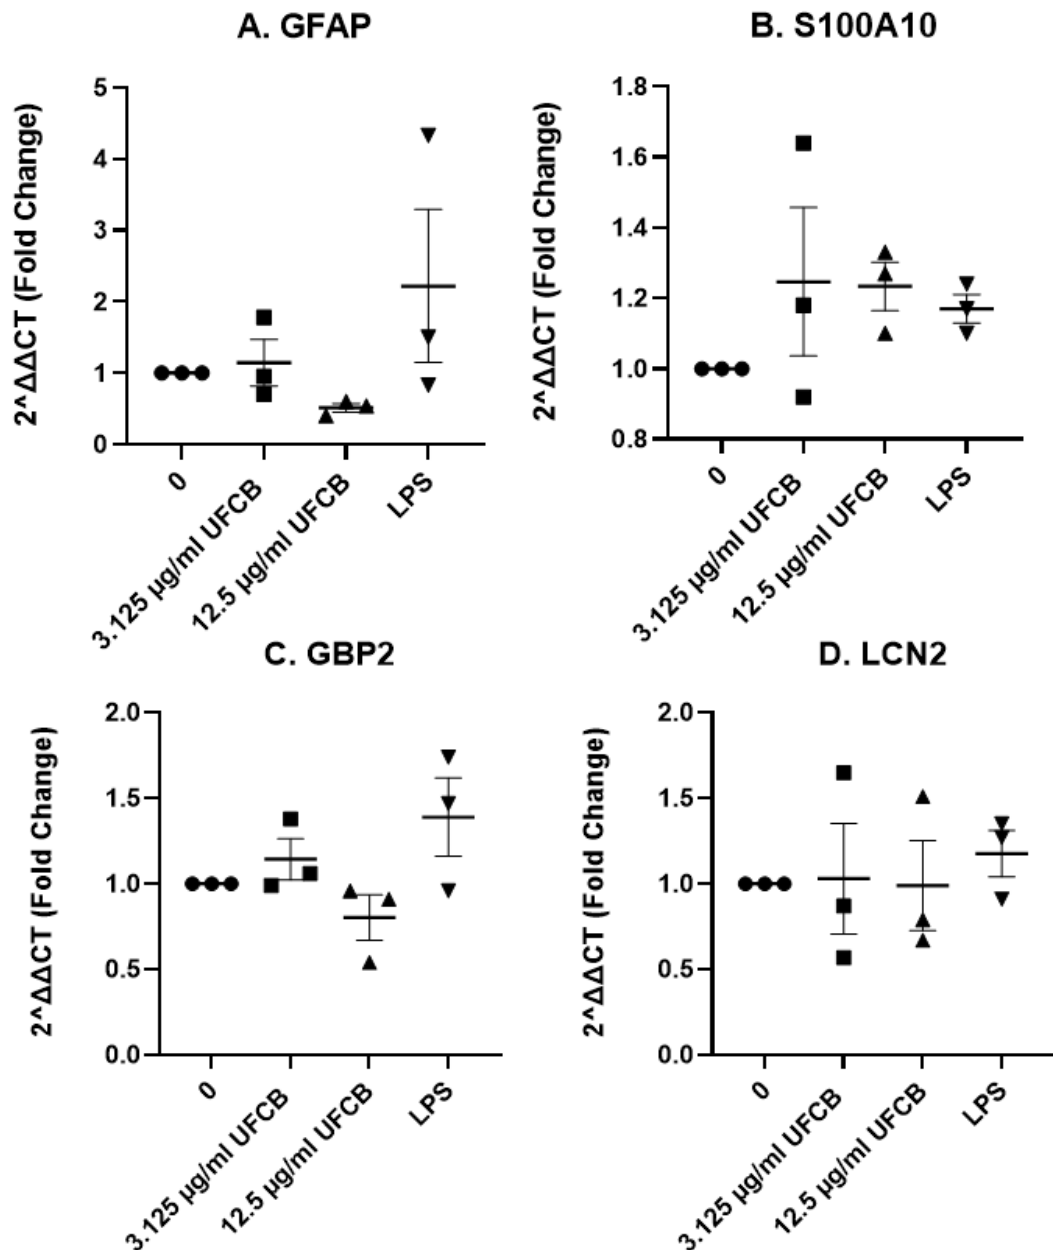 A. GFAP
2^ΔΔCT (Fold Change)
5
4
3
2
1
0
0
3.125 µg/ml UFCB
12.5 µg/ml UFCB
LPS
B. S100A10
2^ΔΔCT (Fold Change)
1.8
1.6
1.4
1.2
1.0
0.8
0
3.125 µg/ml UFCB
12.5 µg/ml UFCB
LPS
C. GBP2
2^ΔΔCT (Fold Change)
2.0
1.5
1.0
0.5
0.0
0
3.125 µg/ml UFCB
12.5 µg/ml UFCB
LPS
D. LCN2
2^ΔΔCT (Fold Change)
2.0
1.5
1.0
0.5
0.0
0
3.125 µg/ml UFCB
12.5 µg/ml UFCB
LPS